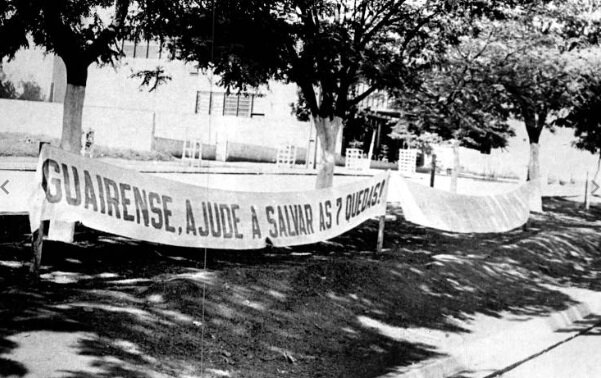 GUAIRENSE, AJUDE A SALVAR AS 7 QUEDAS!